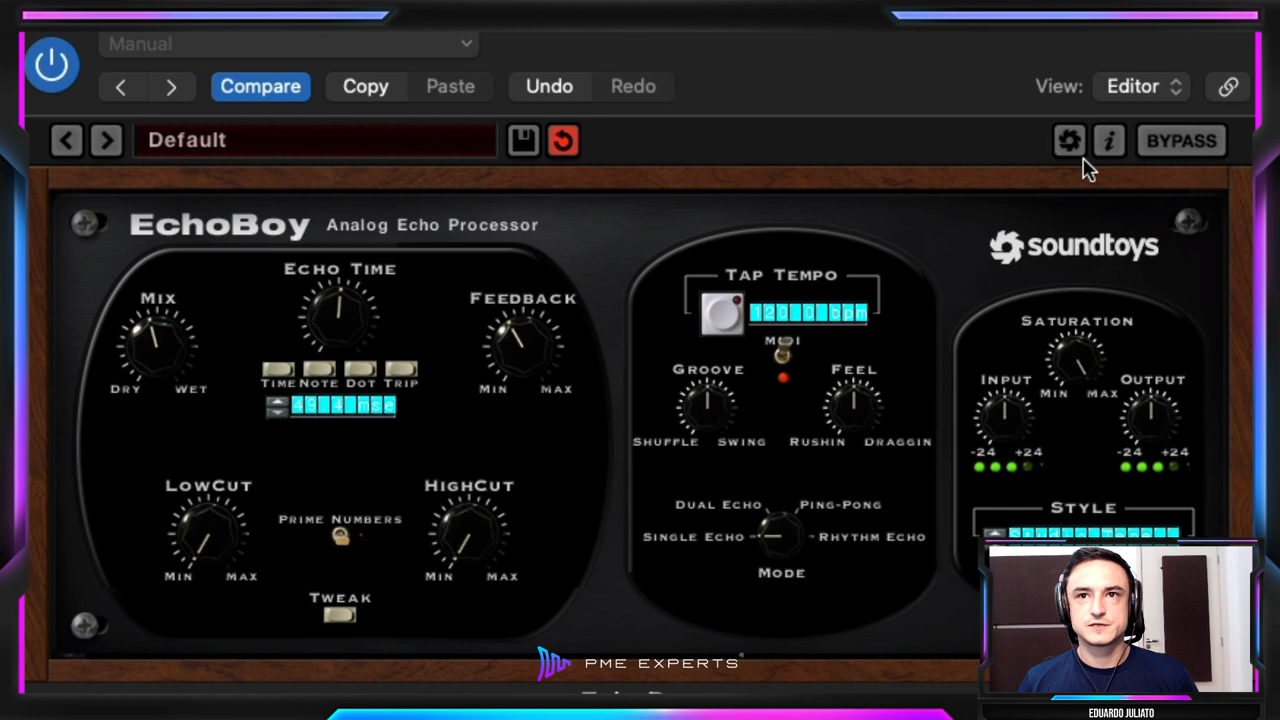 Manual
Compare
Copy
Paste
Undo
Redo
View:
Editor
Default
i
BYPASS
EchoBoy
Analog Echo Processor
soundtoys
ECHO TIME
MIX
FEEDBACK
DRY
WET
TIME
NOTE
DOT
TRIP
MIN
MAX
LOWCUT
HIGHCUT
PRIME NUMBERS
MIN
MAX
MIN
MAX
TWEAK
TAP TEMPO
120.0 bpm
MIDI
GROOVE
FEEL
SHUFFLE
SWING
RUSHIN
DRAGGIN
DUAL ECHO
PING-PONG
SINGLE ECHO
RHYTHM ECHO
MODE
SATURATION
INPUT
OUTPUT
MIN
MAX
-24
+24
-24
+24
STYLE
PME EXPERTS®
EDUARDO JULIATO